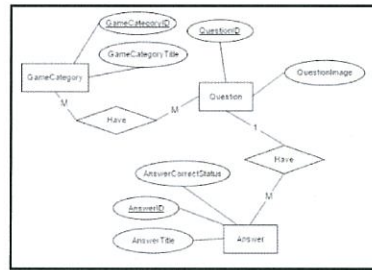 GameCategoryID
QuestionID
GameCategoryTitle
QuestionImage
GameCategory
Question
M
M
Have
1
Have
AnswerCorrectStatus
M
AnswerID
AnswerTitle
Answer